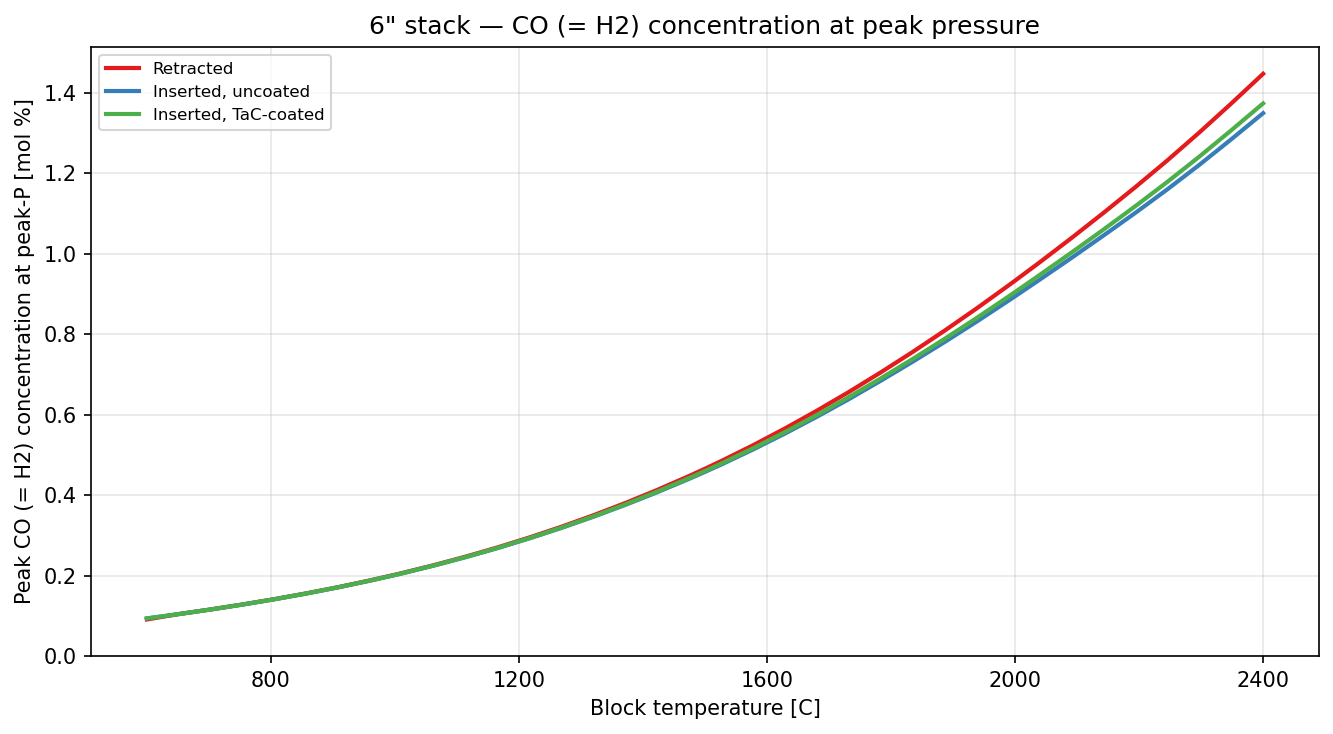 6" stack — CO (= H2) concentration at peak pressure
Retracted
Inserted, uncoated
Inserted, TaC-coated
Peak CO (= H2) concentration at peak-P [mol %]
1.4
1.2
1.0
0.8
0.6
0.4
0.2
0.0
800 1200 1600 2000 2400
Block temperature [C]